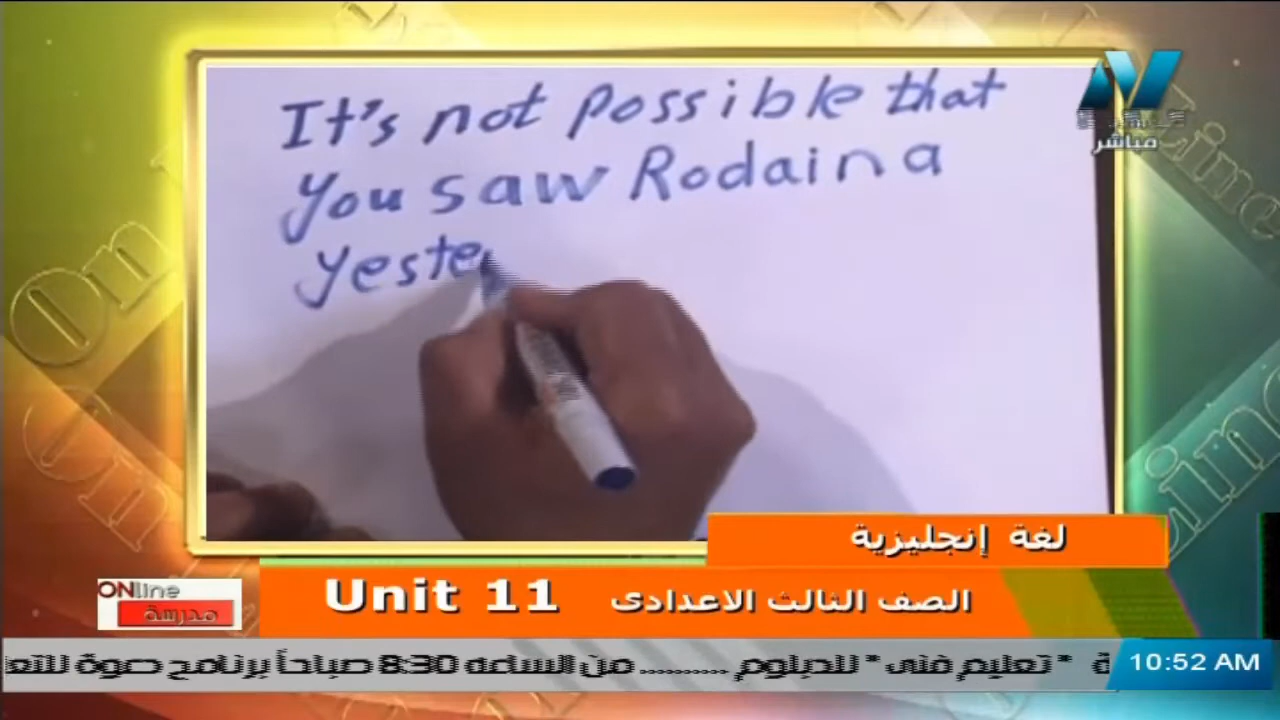 It's not possible that
you saw Rodaina
yeste
مباشر
لغة إنجليزية
Unit 11 الصف الثالث الاعدادى
ONline
مدرسة
ة " تعليم فنى " للدبلوم .......... من الساعه 8:30 صباحاً برنامج صوة للتع
10:52 AM